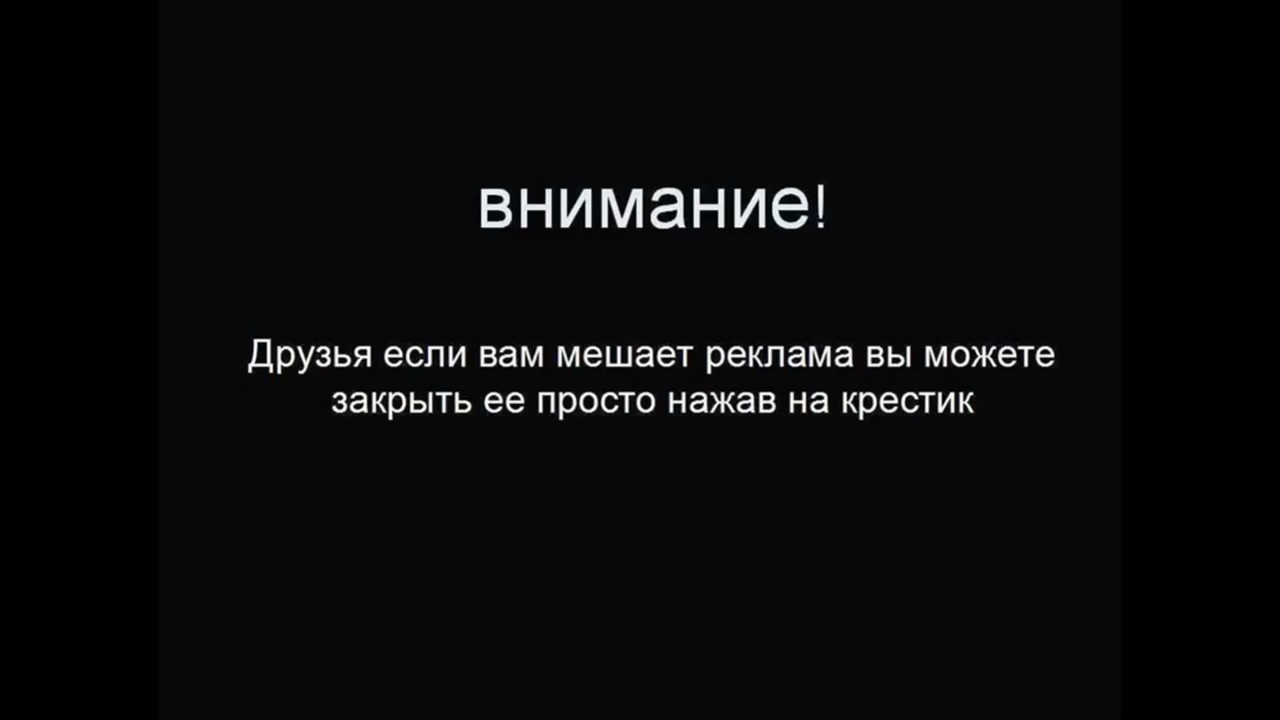 внимание!
Друзья если вам мешает реклама вы можете
закрыть ее просто нажав на крестик